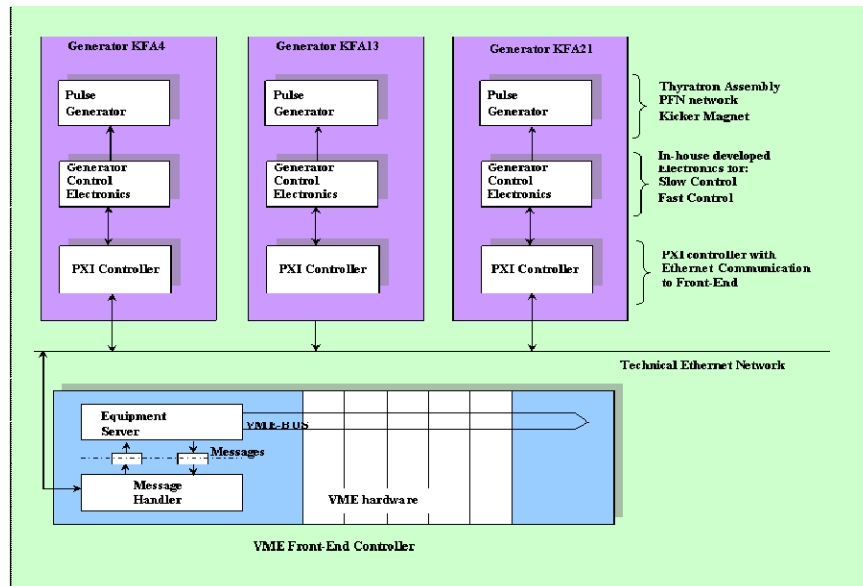 Generator KFA4
Pulse
Generator
Generator
Control
Electronics
PXI Controller
Generator KFA13
Pulse
Generator
Generator
Control
Electronics
PXI Controller
Generator KFA21
Pulse
Generator
Generator
Control
Electronics
PXI Controller
Thyratron Assembly
PFN network
Kicker Magnet
In-house developed
Electronics for:
Slow Control
Fast Control
PXI controller with
Ethernet Communication
to Front-End
Technical Ethernet Network
Equipment
Server
VME-BUS
Messages
Message
Handler
VME hardware
VME Front-End Controller